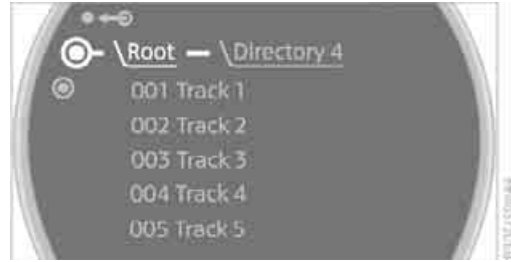 \Root — \Directory 4
001 Track 1
002 Track 2
003 Track 3
004 Track 4
005 Track 5